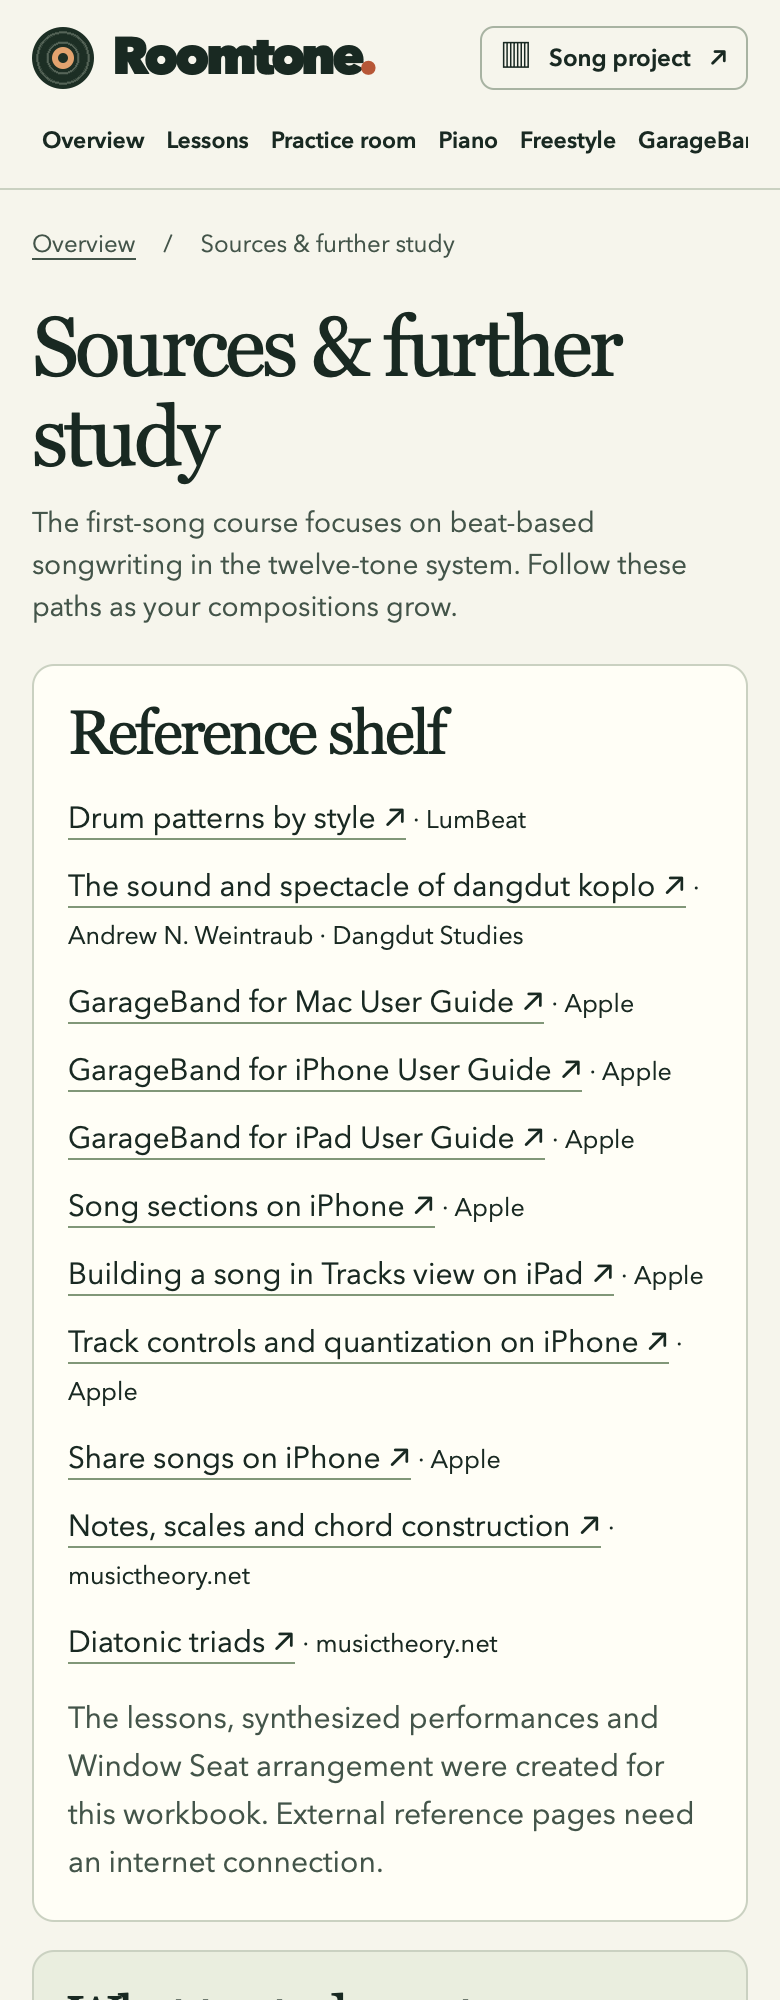 Roomtone.
Song project ↗
Overview Lessons Practice room Piano Freestyle
Overview / Sources & further study
Sources & further
study
The first-song course focuses on beat-based
songwriting in the twelve-tone system. Follow these
paths as your compositions grow.
Reference shelf
Drum patterns by style ↗ · LumBeat
The sound and spectacle of dangdut koplo ↗ ·
Andrew N. Weintraub · Dangdut Studies
GarageBand for Mac User Guide ↗ · Apple
GarageBand for iPhone User Guide ↗ · Apple
GarageBand for iPad User Guide ↗ · Apple
Song sections on iPhone ↗ · Apple
Building a song in Tracks view on iPad ↗ · Apple
Track controls and quantization on iPhone ↗ ·
Apple
Share songs on iPhone ↗ · Apple
Notes, scales and chord construction ↗ ·
musictheory.net
Diatonic triads ↗ · musictheory.net
The lessons, synthesized performances and
Window Seat arrangement were created for
this workbook. External reference pages need
an internet connection.